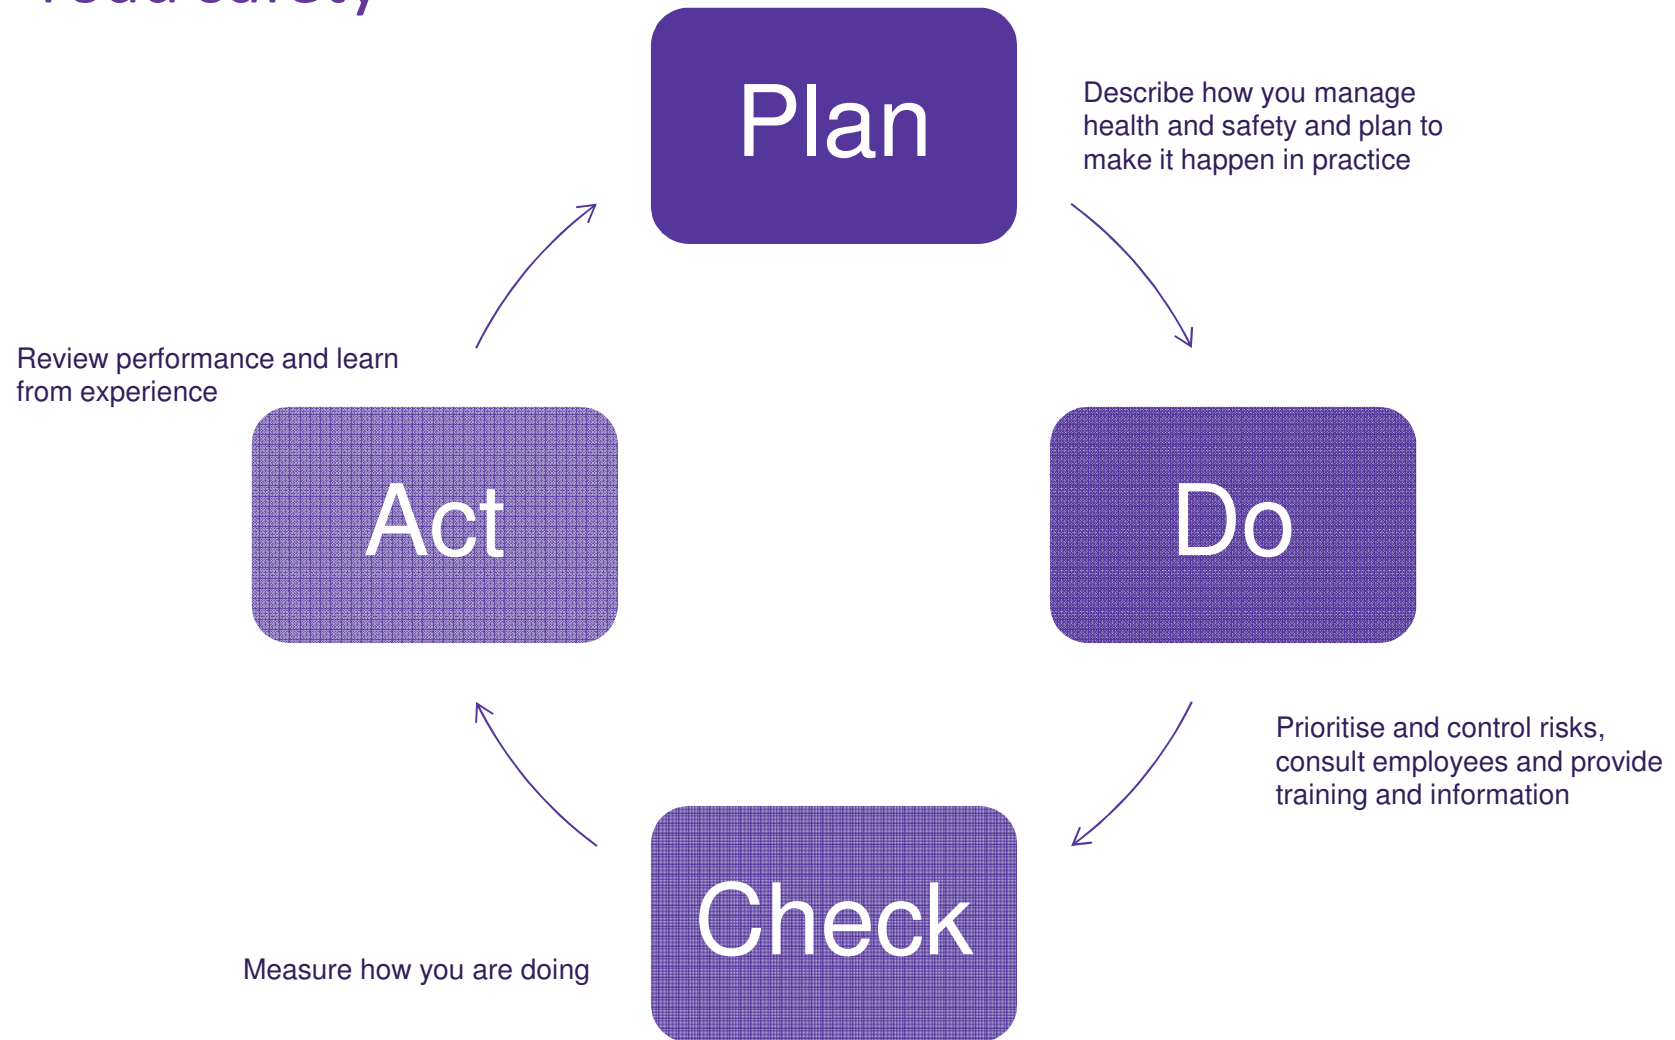 road safety
Plan
Describe how you manage
health and safety and plan to
make it happen in practice
Review performance and learn
from experience
Act
Do
Prioritise and control risks,
consult employees and provide
training and information
Check
Measure how you are doing